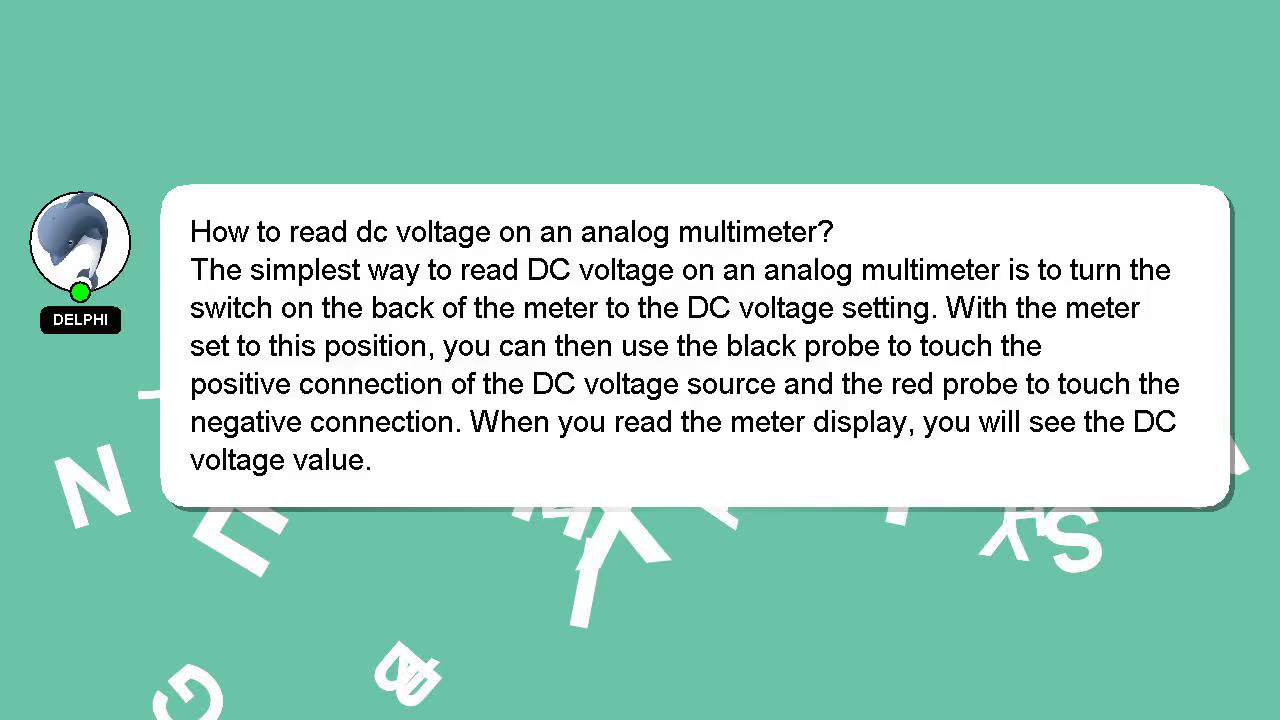 How to read dc voltage on an analog multimeter?
The simplest way to read DC voltage on an analog multimeter is to turn the
switch on the back of the meter to the DC voltage setting. With the meter
set to this position, you can then use the black probe to touch the
positive connection of the DC voltage source and the red probe to touch the
negative connection. When you read the meter display, you will see the DC
voltage value.
DELPHI
N
X
S
Y
G
B